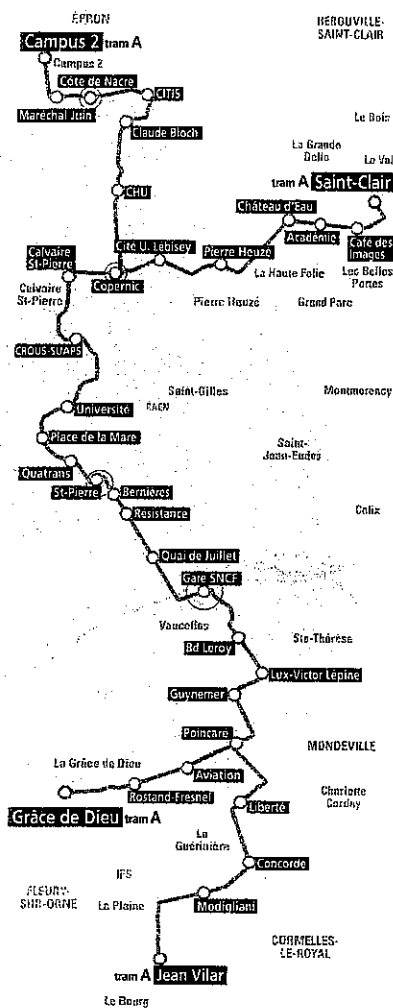 ÉPRON
HÉROUVILLE-
SAINT-CLAIR
Campus 2 tram A
Campus 2
Côte de Nacre
CITIS
Maréchal Juin
Claude Bloch
Le Bois
La Grande
Delle
Le Val
CHU
tram A Saint-Clair
Château d'Eau
Académie
Café des
Images
Calvaire
St-Pierre
Cité U. Lebisey
Pierre Heuzé
Copernic
La Haute Folie
Les Belles
Portes
Calvaire
St-Pierre
Pierre Heuzé
Grand Parc
CROUS-SUAPS
Saint-Gilles
Montmorency
Université
CAEN
Place de la Mare
Saint-
Jean-Eudes
Quatrans
St-Pierre
Bernières
Résistance
Calix
Quai de Juillet
Gare SNCF
Vaucelles
Ste-Thérèse
Bd Leroy
Lux-Victor Lépine
Guynemer
Poincaré
MONDEVILLE
La Grâce de Dieu
Aviation
Rostand-Fresnel
Charlotte
Corday
Grâce de Dieu tram A
Liberté
La
Guérinière
Concorde
IFS
FLEURY-
SUR-ORNE
La Plaine
Modigliani
CORMELLES-
LE-ROYAL
tram A Jean Vilar
Le Bourg